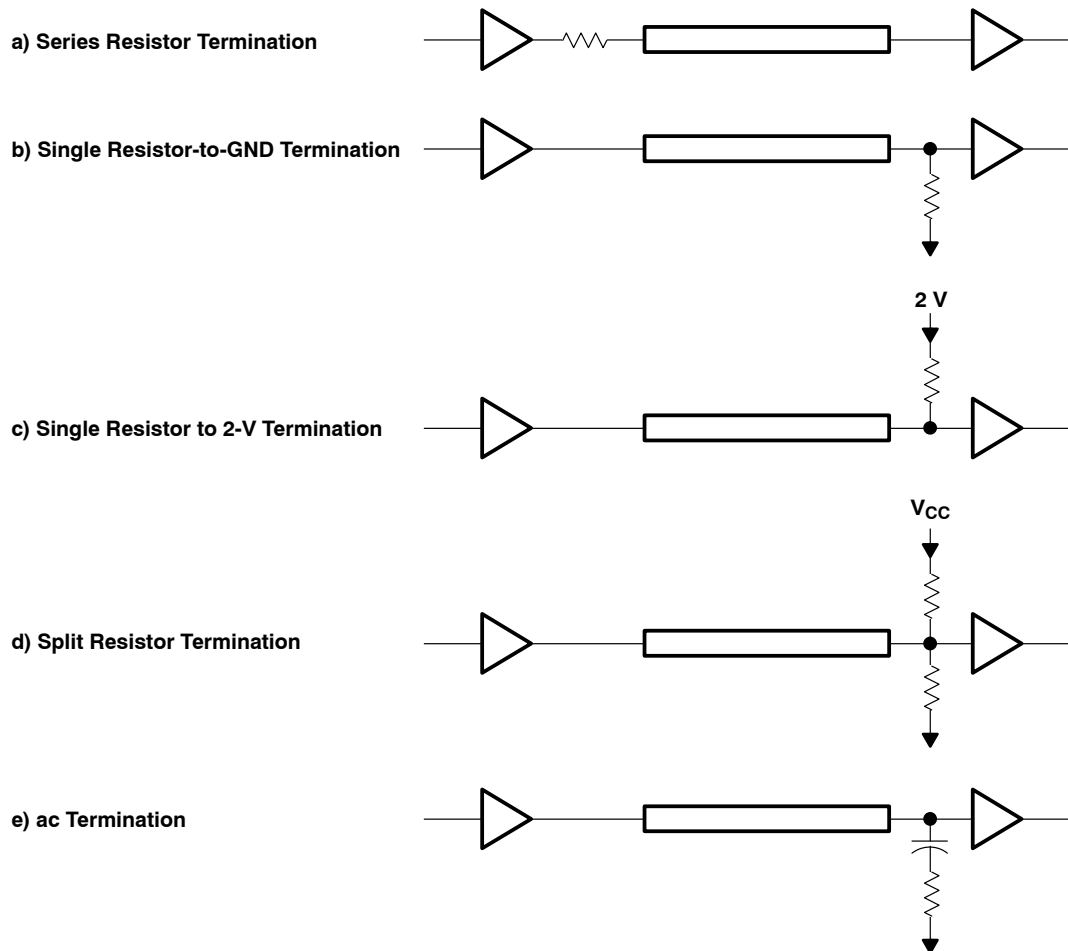 a) Series Resistor Termination
b) Single Resistor-to-GND Termination
2 V
c) Single Resistor to 2-V Termination
VCC
d) Split Resistor Termination
e) ac Termination